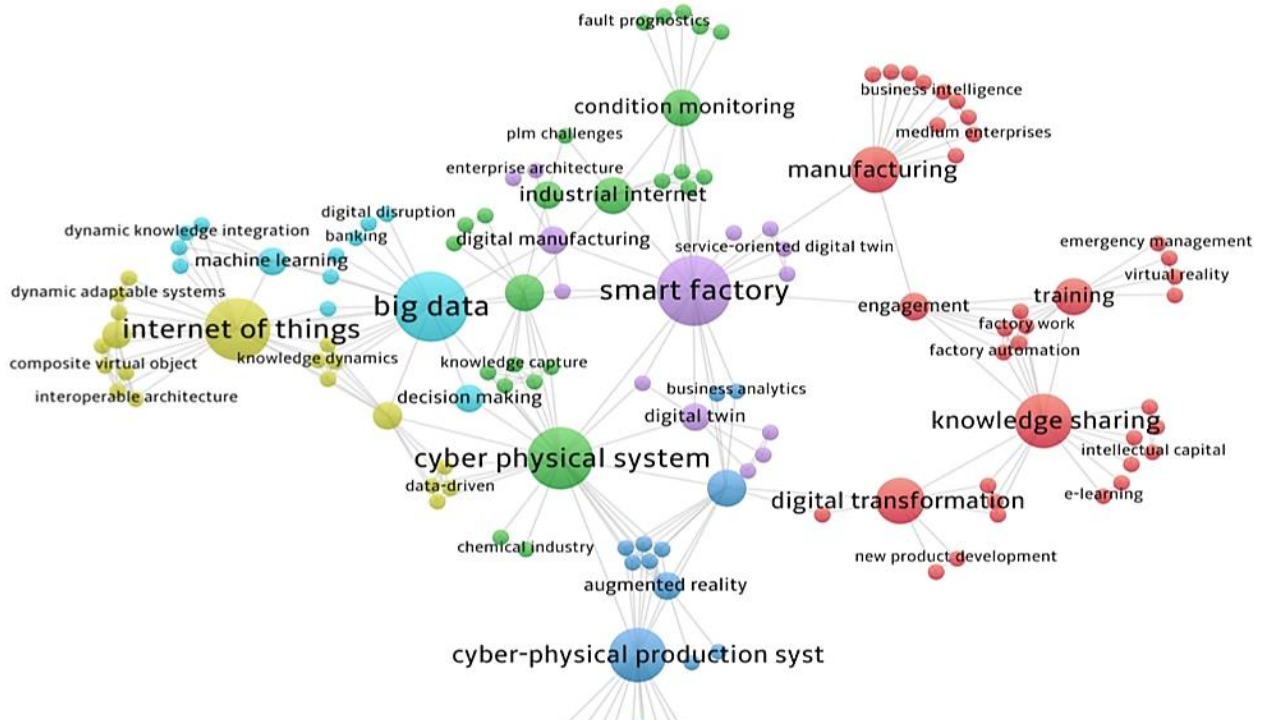 fault prognostics
business intelligence
condition monitoring
plm challenges
medium enterprises
enterprise architecture
manufacturing
industrial internet
digital disruption
dynamic knowledge integration
banking
digital manufacturing
service-oriented digital twin
emergency management
machine learning
virtual reality
dynamic adaptable systems
smart factory
training
big data
engagement
internet of things
factory work
knowledge dynamics
factory automation
composite virtual object
knowledge capture
business analytics
interoperable architecture
decision making
digital twin
knowledge sharing
intellectual capital
cyber physical system
data-driven
e-learning
digital transformation
chemical industry
new product development
augmented reality
cyber-physical production syst